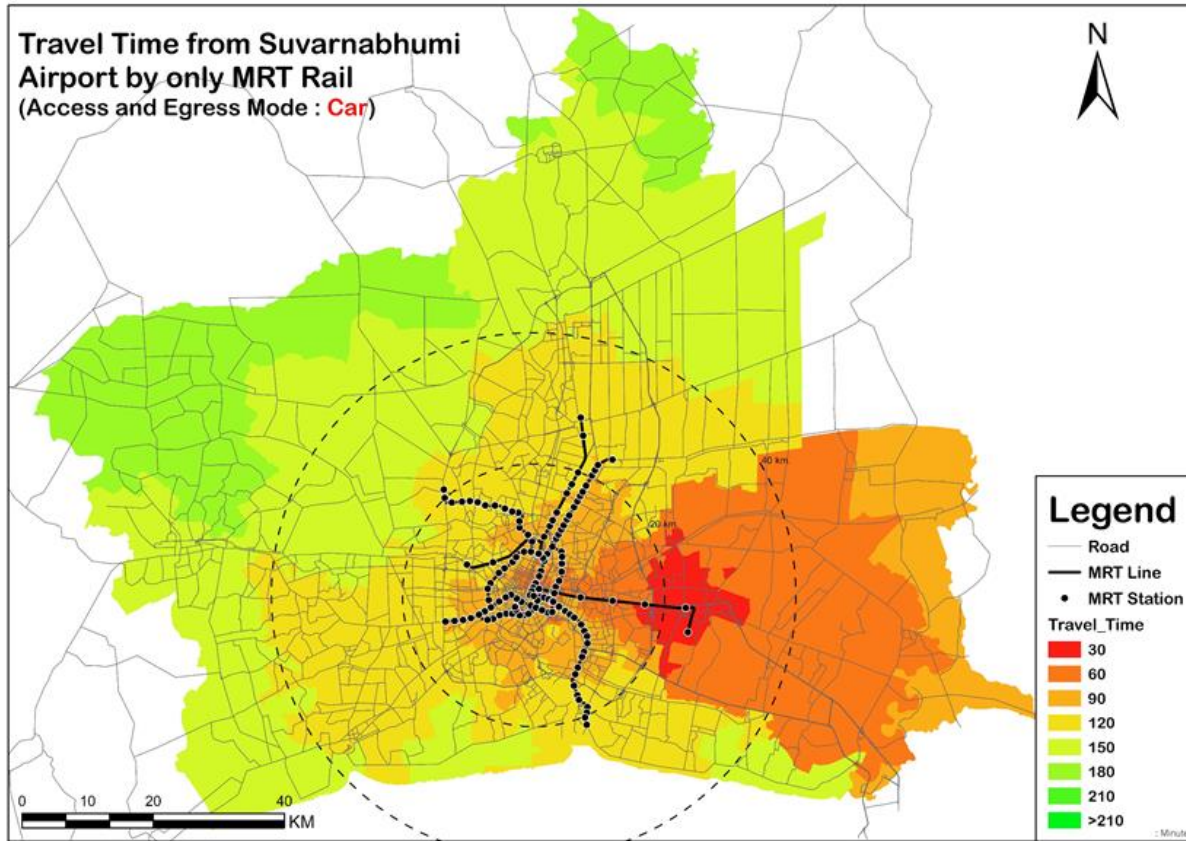 Travel Time from Suvarnabhumi
Airport by only MRT Rail
(Access and Egress Mode : Car)
N
40 km.
20 km.
Legend
Road
MRT Line
MRT Station
Travel_Time
30
60
90
120
150
180
210
>210
: Minute
0 10 20 40
KM